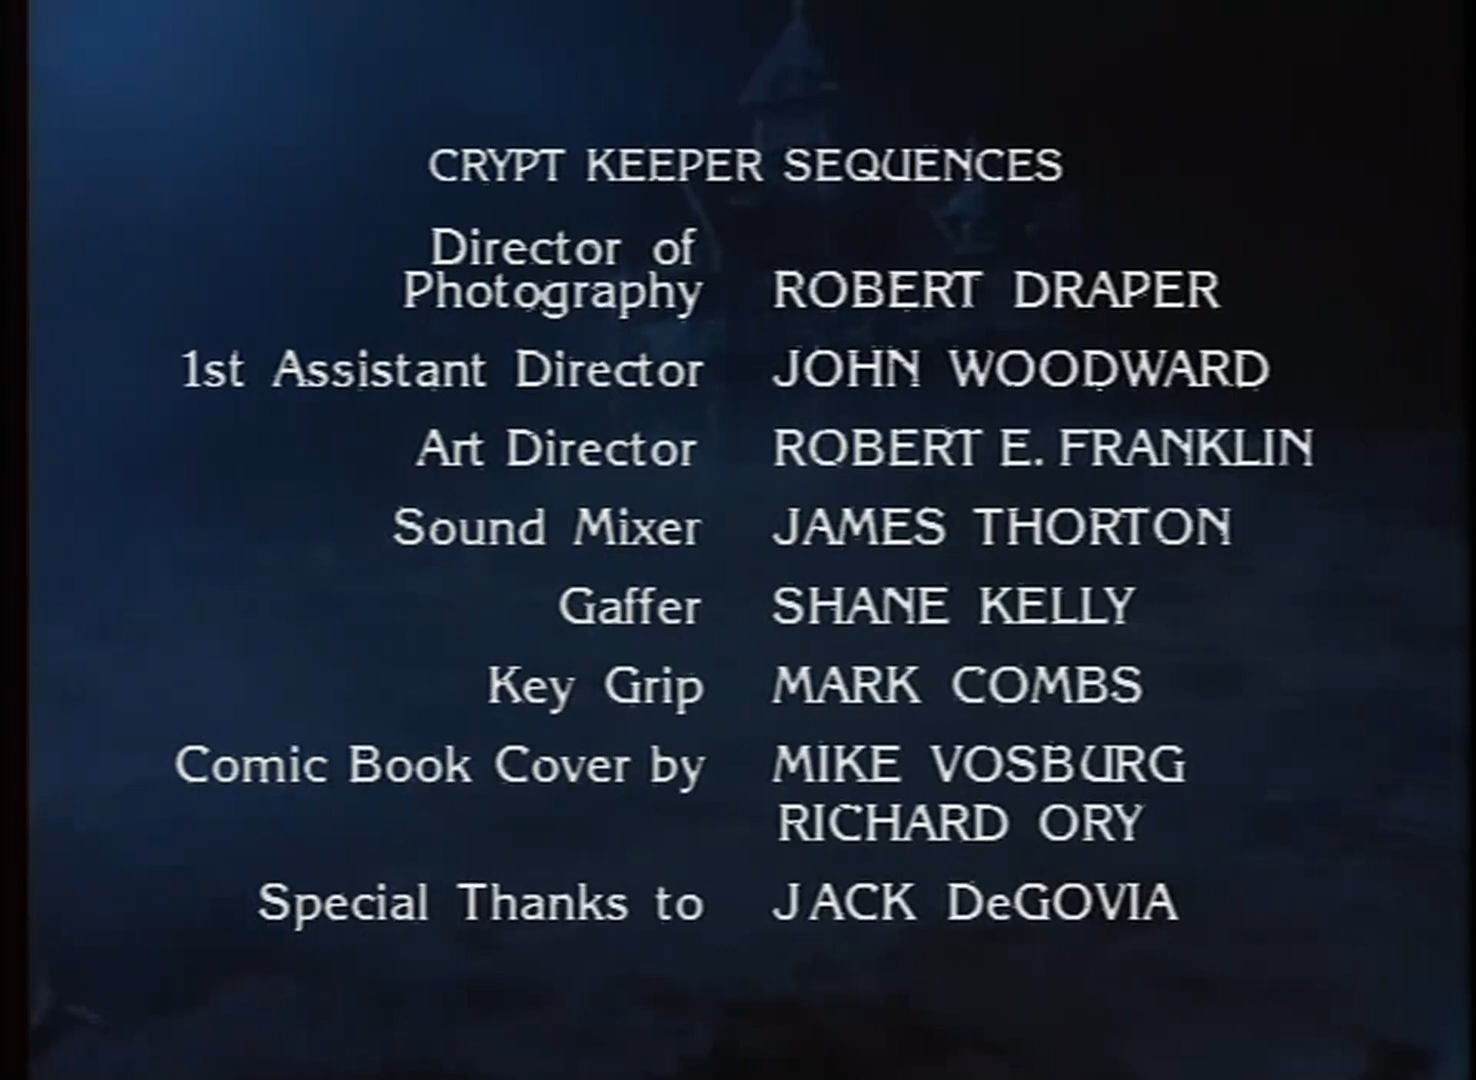 CRYPT KEEPER SEQUENCES
Director of
Photography ROBERT DRAPER
1st Assistant Director JOHN WOODWARD
Art Director ROBERT E. FRANKLIN
Sound Mixer JAMES THORTON
Gaffer SHANE KELLY
Key Grip MARK COMBS
Comic Book Cover by MIKE VOSBURG
RICHARD ORY
Special Thanks to JACK DeGOVIA